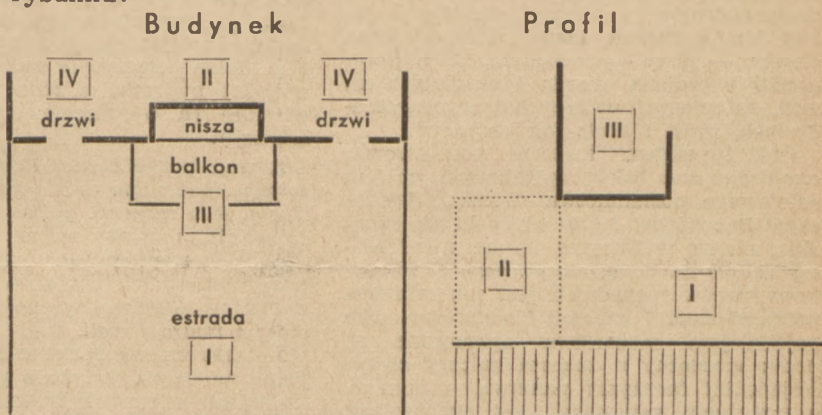 Budynek
Profil
IV
II
IV
drzwi
nisza
drzwi
balkon
III
estrada
I
III
II
I